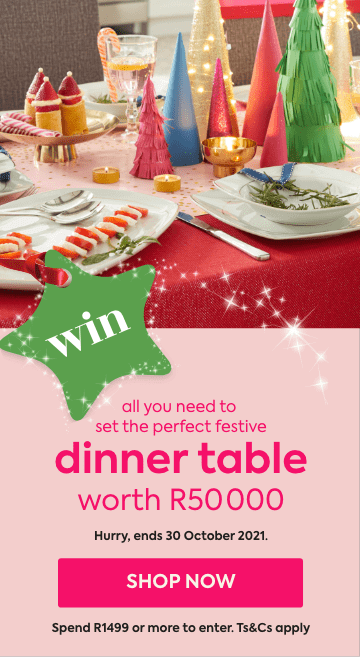 win
all you need to
set the perfect festive
dinner table
worth R50 000
Hurry, ends 30 October 2021.
SHOP NOW
Spend R1499 or more to enter. Ts&Cs apply